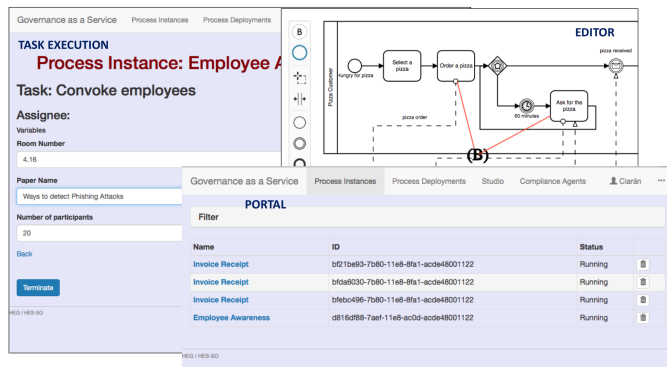 Governance as a Service Process Instances Process Deployments
TASK EXECUTION
Process Instance: Employee A
Task: Convoke employees
Assignee:
Variables
Room Number
4.16
Paper Name
Ways to detect Phishing Attacks
Number of participants
20
Back
Terminate
HEG / HES-SO
B
EDITOR
Pizza Customer
Hungry for pizza
Select a
pizza
Order a pizza
pizza received
60 minutes
Ask for the
pizza
pizza order
(B)
Governance as a Service Process Instances Process Deployments Studio Compliance Agents Ciarán
PORTAL
Filter
Name ID Status
Invoice Receipt bf21be93-7b80-11e8-8fa1-acde48001122 Running
Invoice Receipt bfda6030-7b80-11e8-8fa1-acde48001122 Running
Invoice Receipt bfebc496-7b80-11e8-8fa1-acde48001122 Running
Employee Awareness d816df88-7aef-11e8-ac0d-acde48001122 Running
HEG / HES-SO